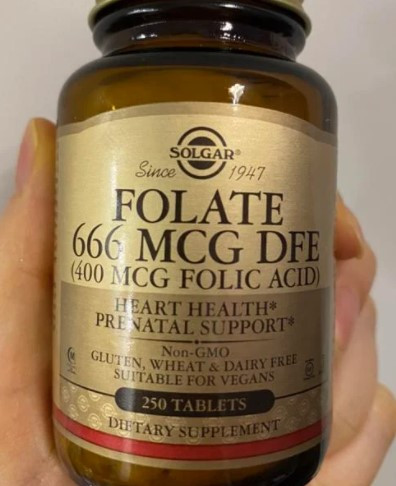 SOLGAR®
Since 1947
FOLATE
666 MCG DFE
(400 MCG FOLIC ACID)
HEART HEALTH*
PRENATAL SUPPORT*
Non-GMO
GLUTEN, WHEAT & DAIRY FREE
SUITABLE FOR VEGANS
250 TABLETS
DIETARY SUPPLEMENT